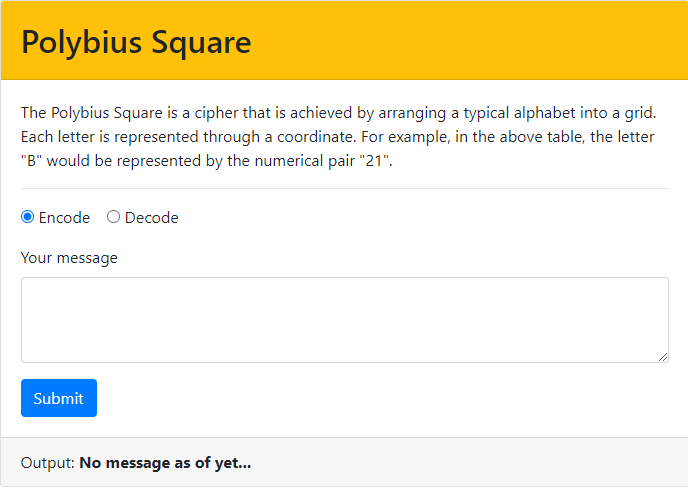 Polybius Square
The Polybius Square is a cipher that is achieved by arranging a typical alphabet into a grid.
Each letter is represented through a coordinate. For example, in the above table, the letter
"B" would be represented by the numerical pair "21".
Encode Decode
Your message
Submit
Output: No message as of yet...